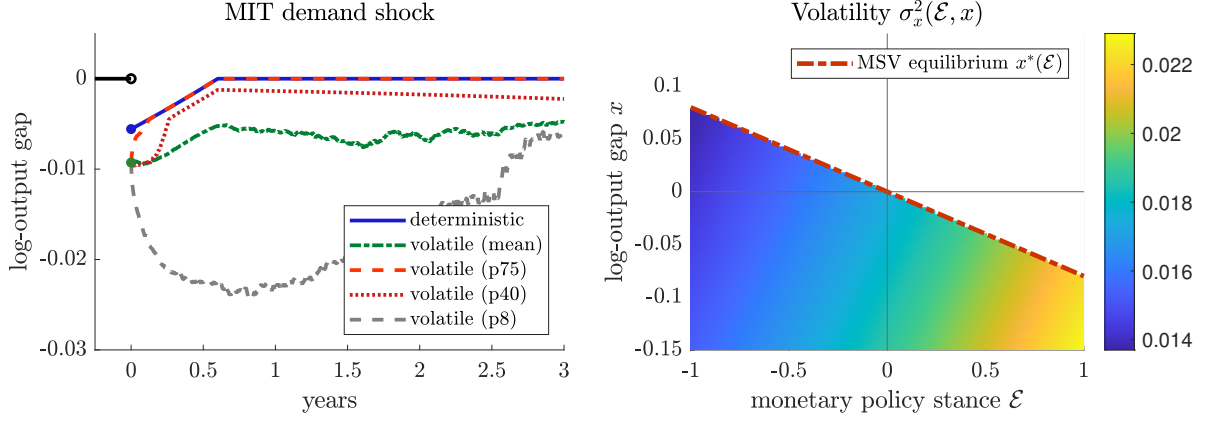 MIT demand shock
log-output gap
0
-0.01
-0.02
-0.03
0
0.5
1
1.5
2
2.5
3
years
deterministic
volatile (mean)
volatile (p75)
volatile (p40)
volatile (p8)
Volatility σ²ₓ(ℰ, x)
log-output gap x
0.1
0.05
0
-0.05
-0.1
-0.15
-1
-0.5
0
0.5
1
monetary policy stance ℰ
MSV equilibrium x*(ℰ)
0.022
0.02
0.018
0.016
0.014